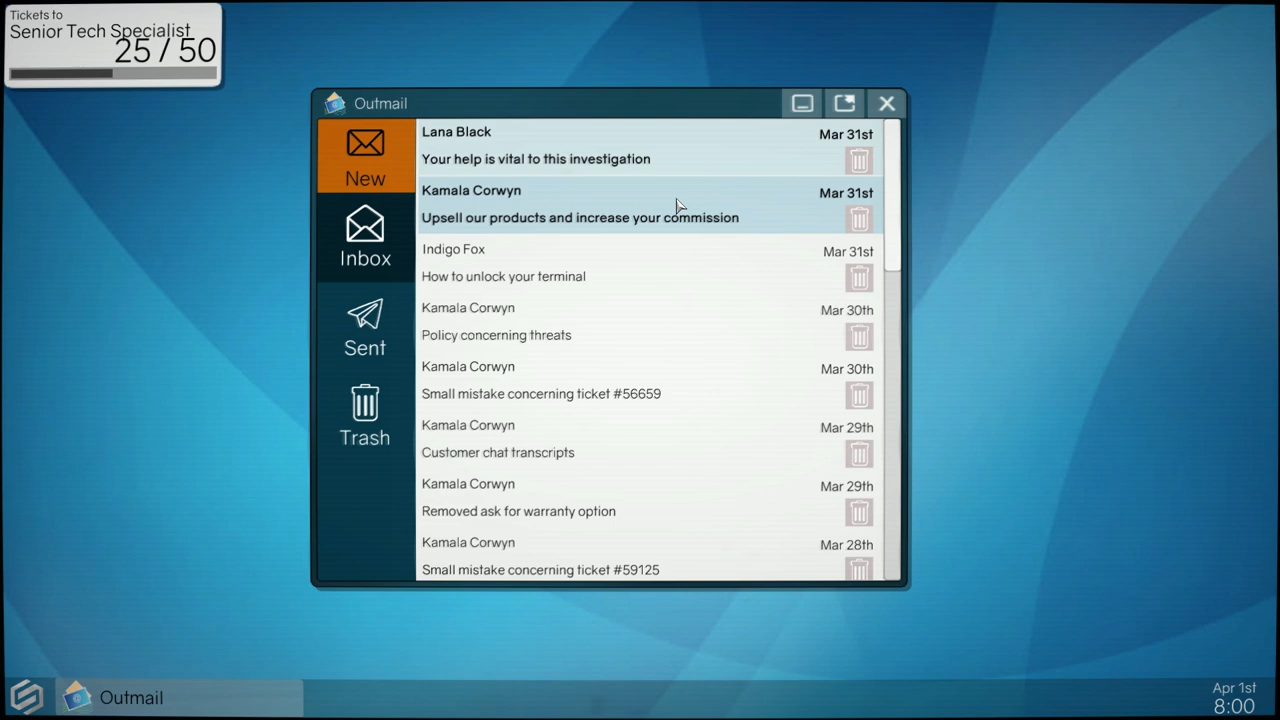 Tickets to
Senior Tech Specialist
25 / 50
Outmail
New
Inbox
Sent
Trash
Lana Black
Mar 31st
Your help is vital to this investigation
Kamala Corwyn
Mar 31st
Upsell our products and increase your commission
Indigo Fox
Mar 31st
How to unlock your terminal
Kamala Corwyn
Mar 30th
Policy concerning threats
Kamala Corwyn
Mar 30th
Small mistake concerning ticket #56659
Kamala Corwyn
Mar 29th
Customer chat transcripts
Kamala Corwyn
Mar 29th
Removed ask for warranty option
Kamala Corwyn
Mar 28th
Small mistake concerning ticket #59125
Outmail
Apr 1st
8:00